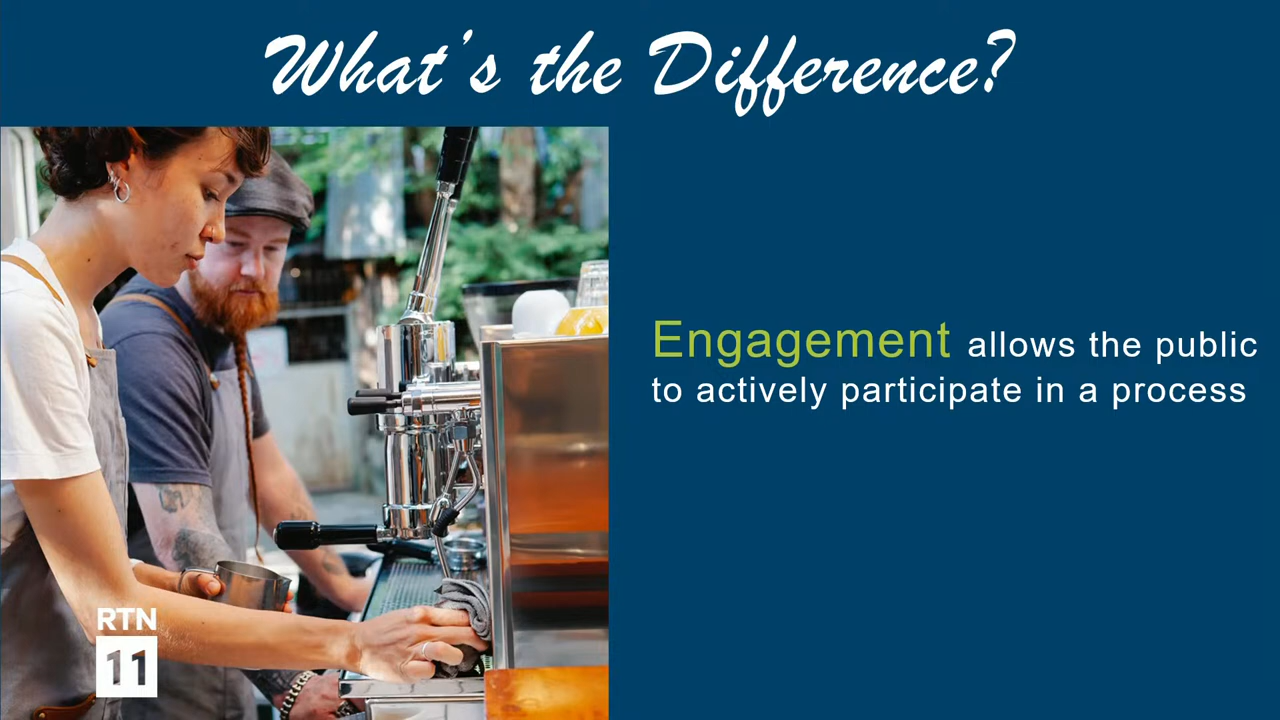 What's the Difference?
Engagement allows the public
to actively participate in a process
RTN
11